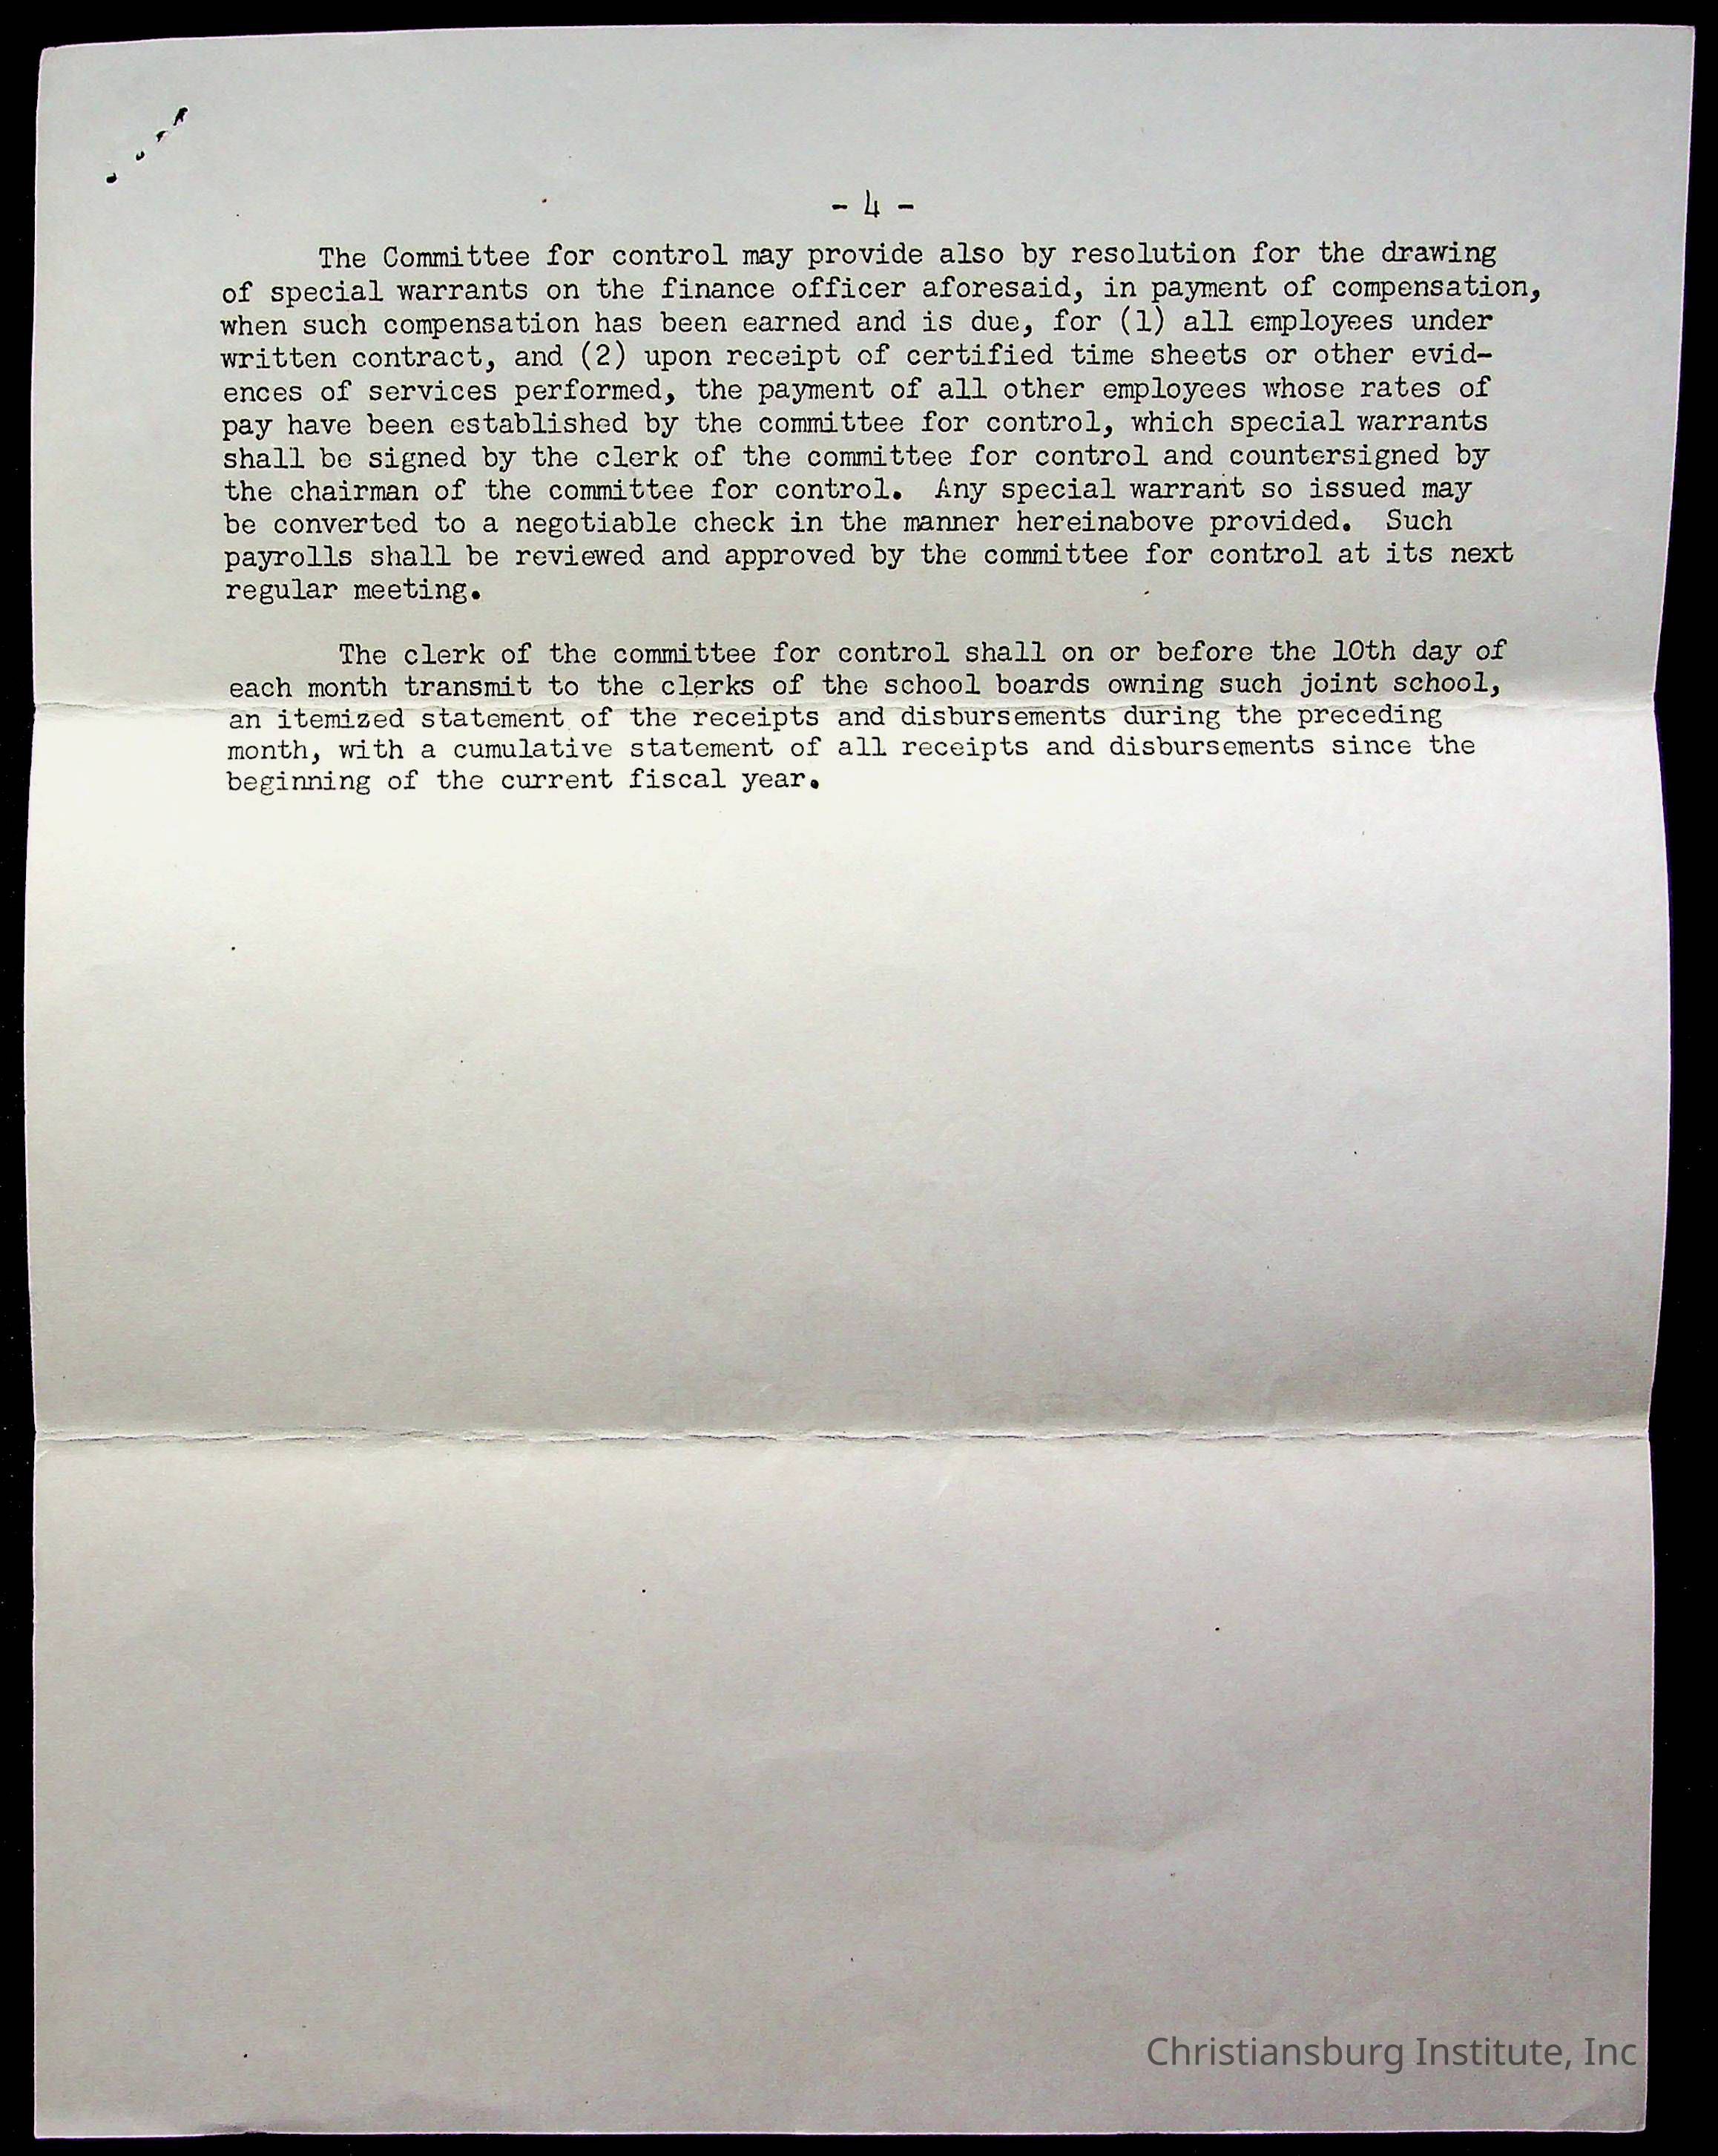 - 4 -
The Committee for control may provide also by resolution for the drawing
of special warrants on the finance officer aforesaid, in payment of compensation,
when such compensation has been earned and is due, for (1) all employees under
written contract, and (2) upon receipt of certified time sheets or other evid-
ences of services performed, the payment of all other employees whose rates of
pay have been established by the committee for control, which special warrants
shall be signed by the clerk of the committee for control and countersigned by
the chairman of the committee for control. Any special warrant so issued may
be converted to a negotiable check in the manner hereinabove provided. Such
payrolls shall be reviewed and approved by the committee for control at its next
regular meeting.
The clerk of the committee for control shall on or before the 10th day of
each month transmit to the clerks of the school boards owning such joint school,
an itemized statement of the receipts and disbursements during the preceding
month, with a cumulative statement of all receipts and disbursements since the
beginning of the current fiscal year.
Christiansburg Institute, Inc